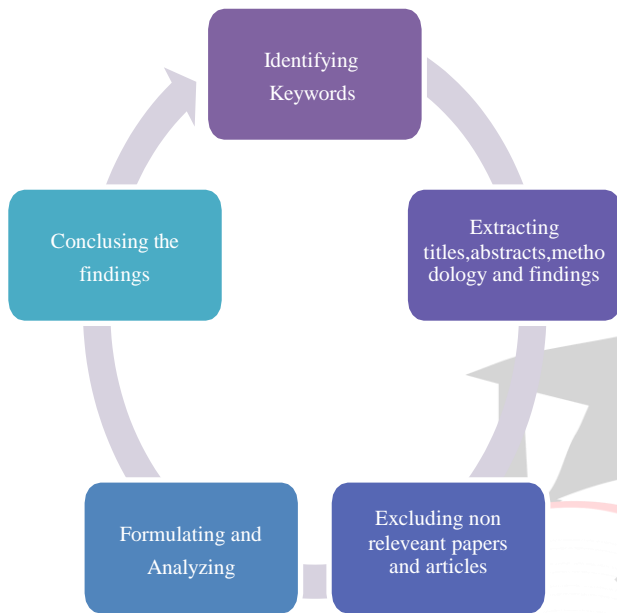 Identifying
Keywords
Extracting
titles,abstracts,metho
dology and findings
Excluding non
releveant papers
and articles
Formulating and
Analyzing
Conclusing the
findings